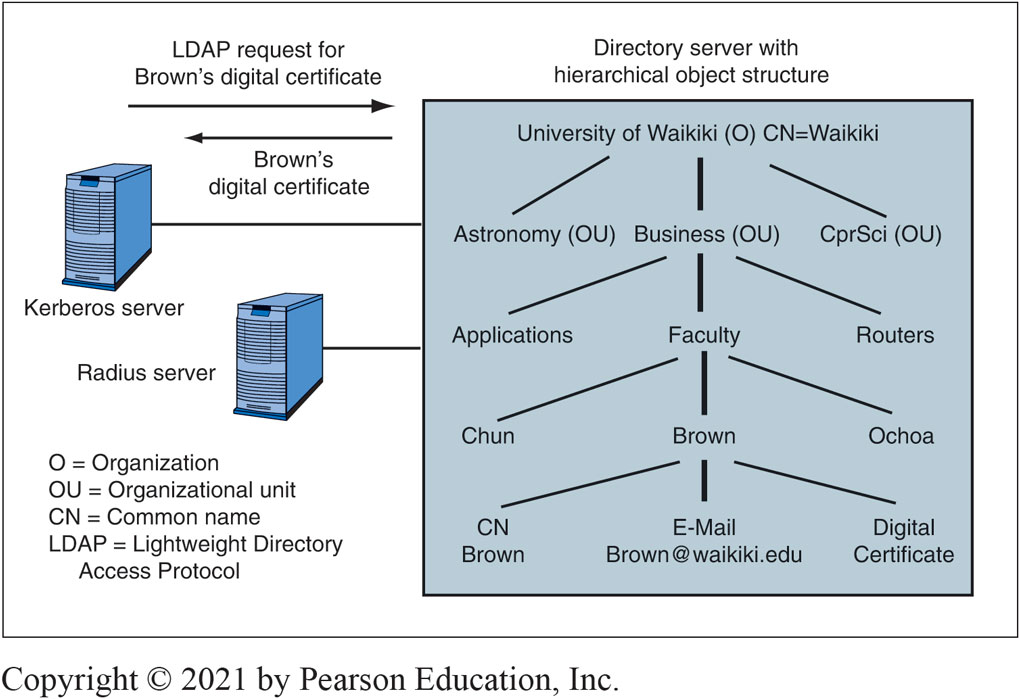 LDAP request for
Brown's digital certificate
Brown's
digital certificate
Kerberos server
Radius server
O = Organization
OU = Organizational unit
CN = Common name
LDAP = Lightweight Directory
Access Protocol
Directory server with
hierarchical object structure
University of Waikiki (O) CN=Waikiki
Astronomy (OU) Business (OU) CprSci (OU)
Applications Faculty Routers
Chun Brown Ochoa
CN E-Mail Digital
Brown Brown@waikiki.edu Certificate
Copyright © 2021 by Pearson Education, Inc.